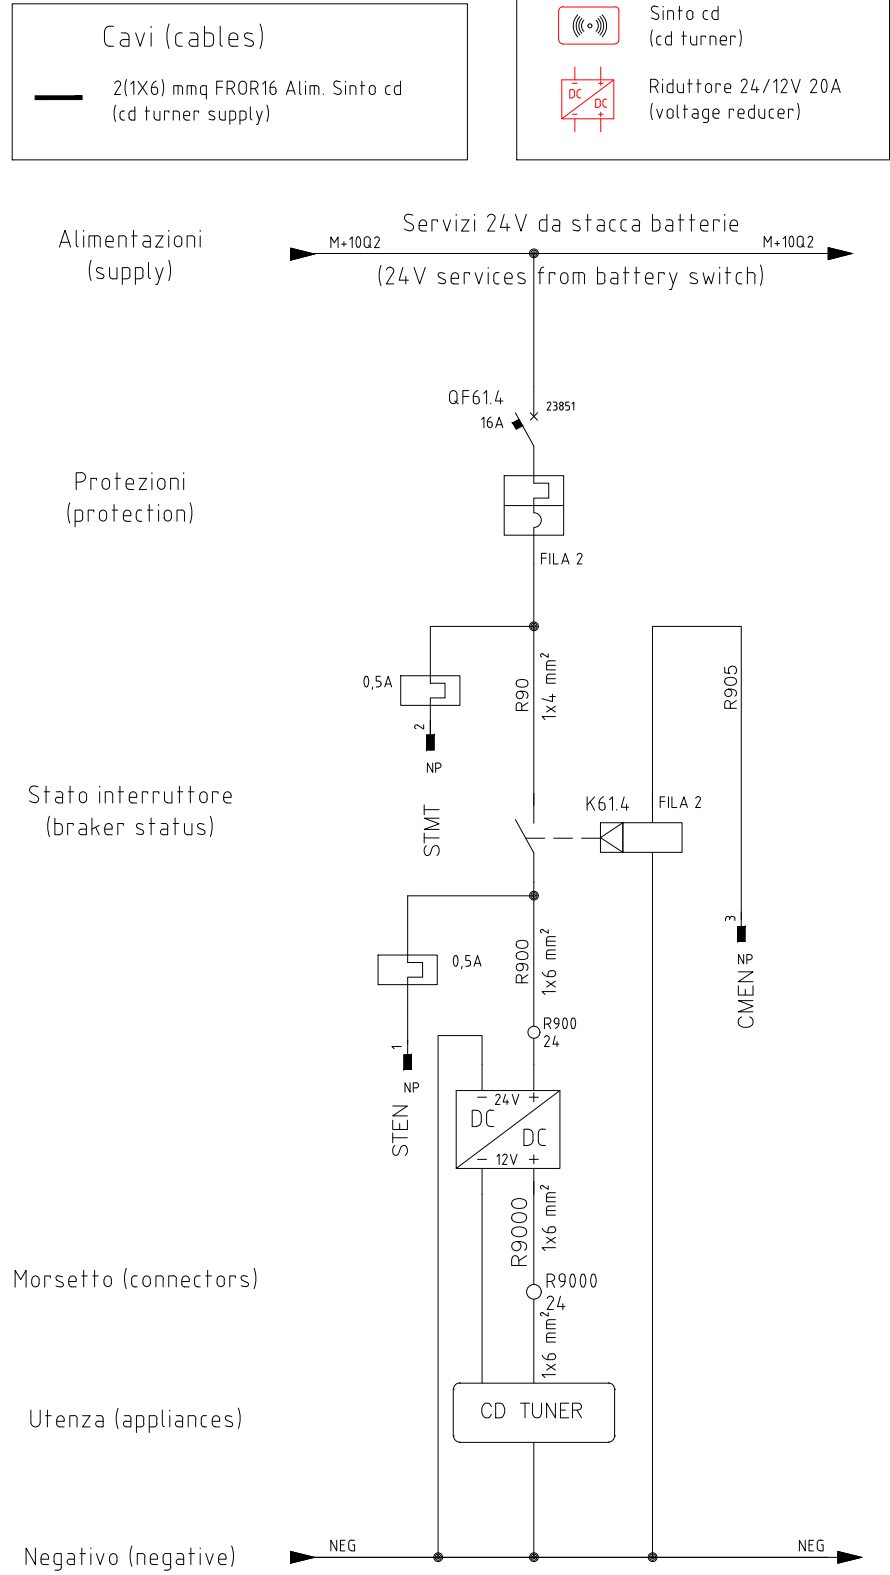 Cavi (cables)
2(1X6) mmq FROR16 Alim. Sinto cd
(cd turner supply)
Sinto cd
(cd turner)
DC
DC
Riduttore 24/12V 20A
(voltage reducer)
Alimentazioni
(supply)
Servizi 24V da stacca batterie
M+10Q2
M+10Q2
(24V services from battery switch)
QF61.4
23851
16A
Protezioni
(protection)
FILA 2
0,5A
R90
1x4 mm²
R905
2
NP
STMT
Stato interruttore
(braker status)
K61.4
FILA 2
0,5A
R900
1x6 mm²
3
NP
CMEN
R900
24
1
NP
STEN
− 24V +
DC
DC
− 12V +
R9000
1x6 mm²
Morsetto (connectors)
R9000
24
1x6 mm²
Utenza (appliances)
CD TUNER
Negativo (negative)
NEG
NEG